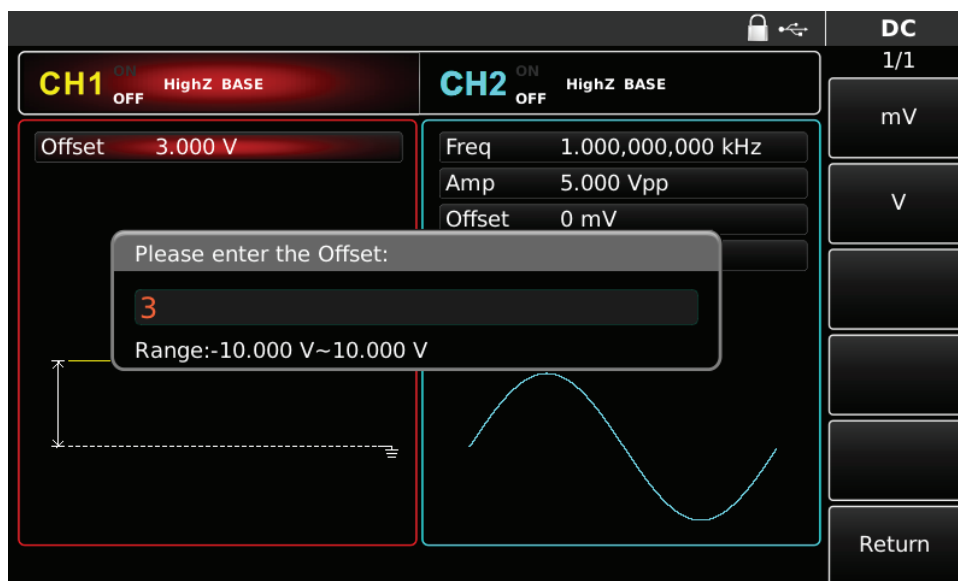 DC
1/1
CH1 ON OFF HighZ BASE
CH2 ON OFF HighZ BASE
mV
Offset 3.000 V
Freq 1.000,000,000 kHz
Amp 5.000 Vpp
Offset 0 mV
V
Please enter the Offset:
3
Range:-10.000 V~10.000 V
Return